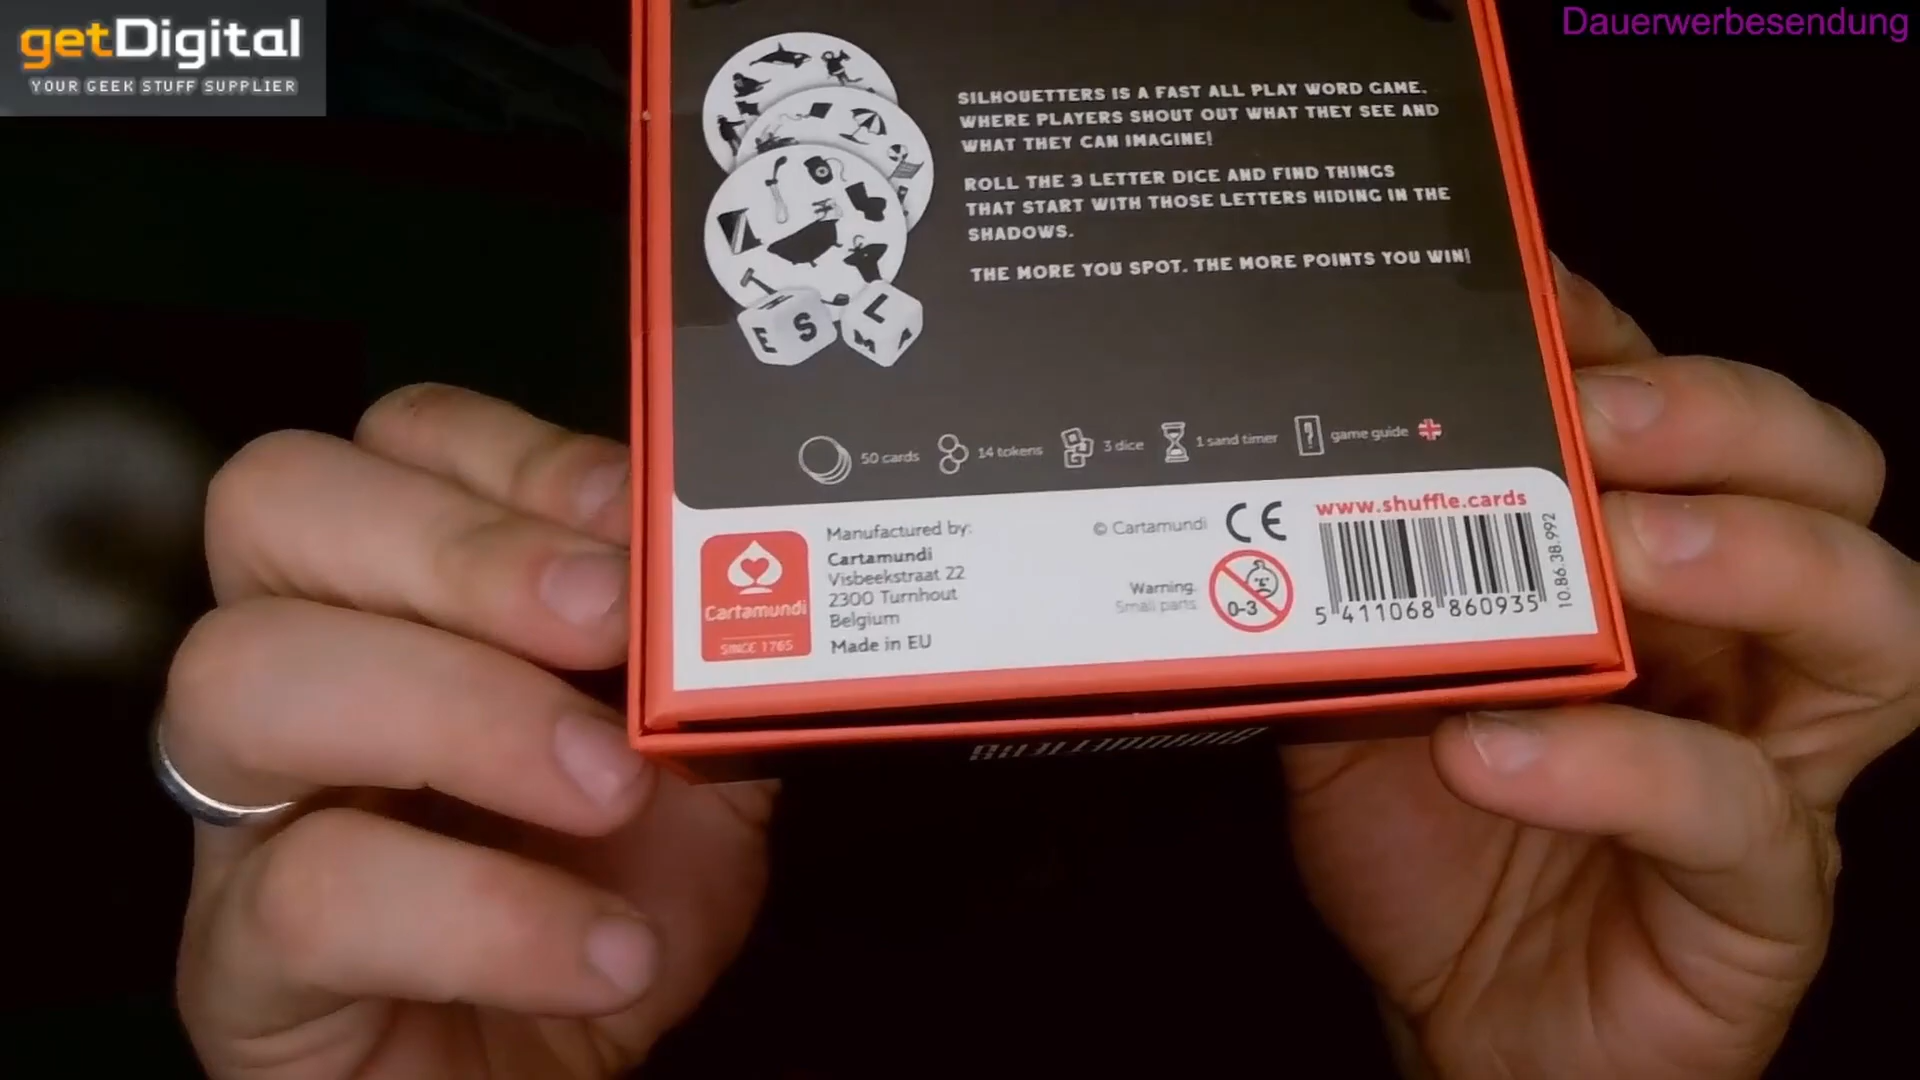 getDigital
YOUR GEEK STUFF SUPPLIER
Dauerwerbesendung
SILHOUETTERS IS A FAST ALL PLAY WORD GAME.
WHERE PLAYERS SHOUT OUT WHAT THEY SEE AND
WHAT THEY CAN IMAGINE!
ROLL THE 3 LETTER DICE AND FIND THINGS
THAT START WITH THOSE LETTERS HIDING IN THE
SHADOWS.
THE MORE YOU SPOT. THE MORE POINTS YOU WIN!
E S L M
50 cards 14 tokens 3 dice 1 sand timer game guide
www.shuffle.cards
Manufactured by:
Cartamundi
Visbeekstraat 22
2300 Turnhout
Belgium
Made in EU
Cartamundi
SINCE 1765
© Cartamundi CE
Warning.
Small parts
0-3
5 411068 860935
10.86.38.992
SILHOUETTERS